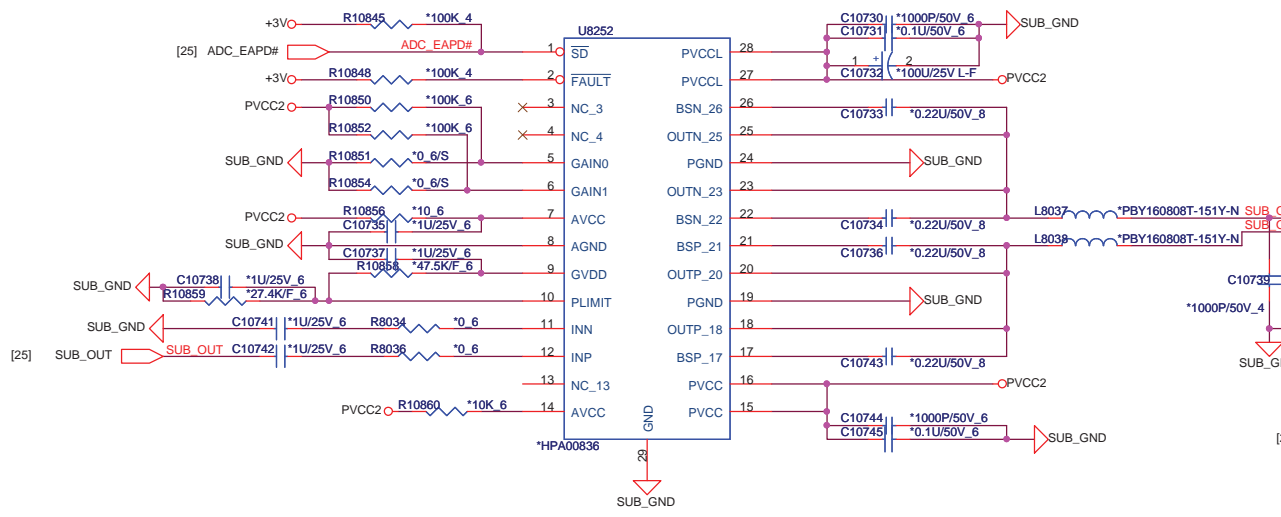 +3V R10845 *100K_4
[25] ADC_EAPD# ADC_EAPD# 1 SD
+3V R10848 *100K_4 2 FAULT
PVCC2 R10850 *100K_6 3 NC_3
R10852 *100K_6 4 NC_4
SUB_GND R10851 *0_6/S 5 GAIN0
R10854 *0_6/S 6 GAIN1
PVCC2 R10856 *10_6 7 AVCC
C10735 *1U/25V_6
SUB_GND 8 AGND
C10737 *1U/25V_6
R10858 *47.5K/F_6 9 GVDD
SUB_GND C10738 *1U/25V_6
R10859 *27.4K/F_6 10 PLIMIT
SUB_GND C10741 *1U/25V_6 R8034 *0_6 11 INN
[25] SUB_OUT SUB_OUT C10742 *1U/25V_6 R8036 *0_6 12 INP
13 NC_13
PVCC2 R10860 *10K_6 14 AVCC
U8252
*HPA00836
GND
29
SUB_GND
C10730 *1000P/50V_6 SUB_GND
C10731 *0.1U/50V_6
PVCCL 28
1 + 2
C10732 *100U/25V L-F
PVCCL 27 PVCC2
BSN_26 26 C10733 *0.22U/50V_8
OUTN_25 25
PGND 24 SUB_GND
OUTN_23 23
BSN_22 22 C10734 *0.22U/50V_8 L8037 *PBY160808T-151Y-N
BSP_21 21 C10736 *0.22U/50V_8 L8038 *PBY160808T-151Y-N
OUTP_20 20
PGND 19 SUB_GND
OUTP_18 18
BSP_17 17 C10743 *0.22U/50V_8
PVCC 16 PVCC2
PVCC 15
C10744 *1000P/50V_6
C10745 *0.1U/50V_6 SUB_GND
C10739
*1000P/50V_4